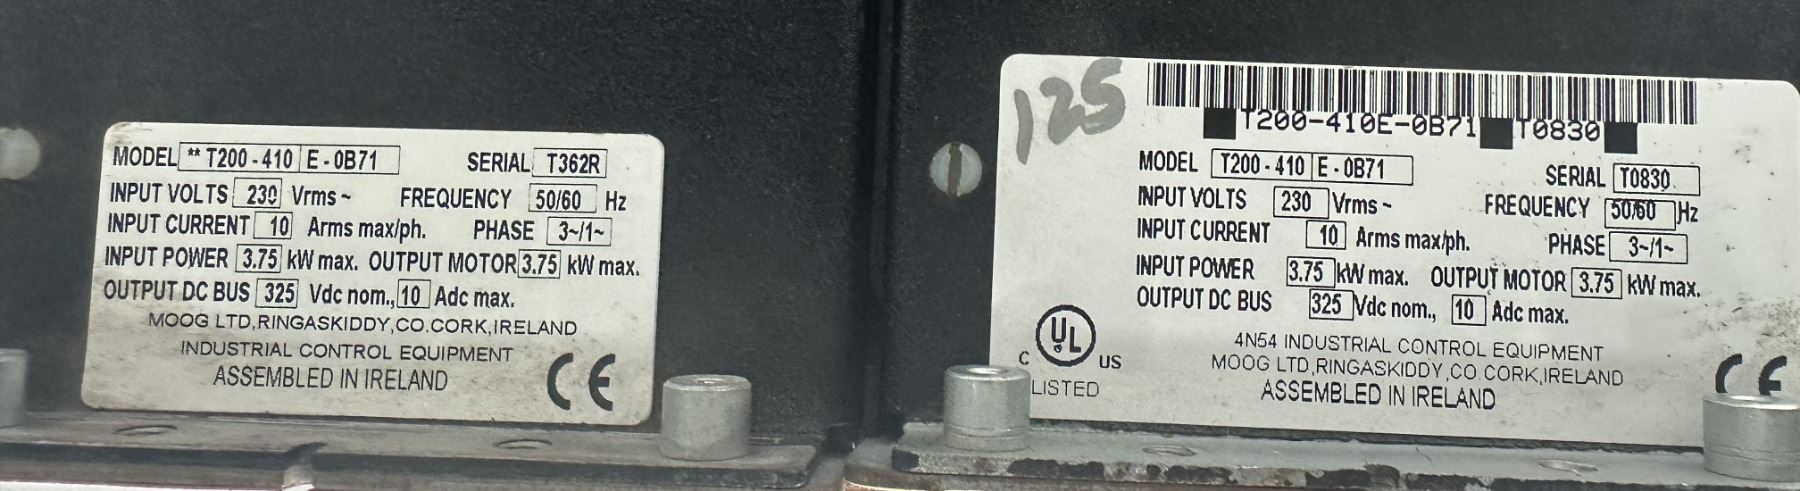 MODEL ** T200-410 E-0B71 SERIAL T362R
INPUT VOLTS 230 Vrms ~ FREQUENCY 50/60 Hz
INPUT CURRENT 10 Arms max/ph. PHASE 3~/1~
INPUT POWER 3.75 kW max. OUTPUT MOTOR 3.75 kW max.
OUTPUT DC BUS 325 Vdc nom., 10 Adc max.
MOOG LTD,RINGASKIDDY,CO.CORK,IRELAND
INDUSTRIAL CONTROL EQUIPMENT
ASSEMBLED IN IRELAND
CE
125
T200-410E-0B71 T0830
MODEL T200-410 E-0B71 SERIAL T0830
INPUT VOLTS 230 Vrms ~ FREQUENCY 50/60 Hz
INPUT CURRENT 10 Arms max/ph. PHASE 3~/1~
INPUT POWER 3.75 kW max. OUTPUT MOTOR 3.75 kW max.
OUTPUT DC BUS 325 Vdc nom., 10 Adc max.
4N54 INDUSTRIAL CONTROL EQUIPMENT
MOOG LTD,RINGASKIDDY,CO.CORK,IRELAND
ASSEMBLED IN IRELAND
C UL US
LISTED
CE